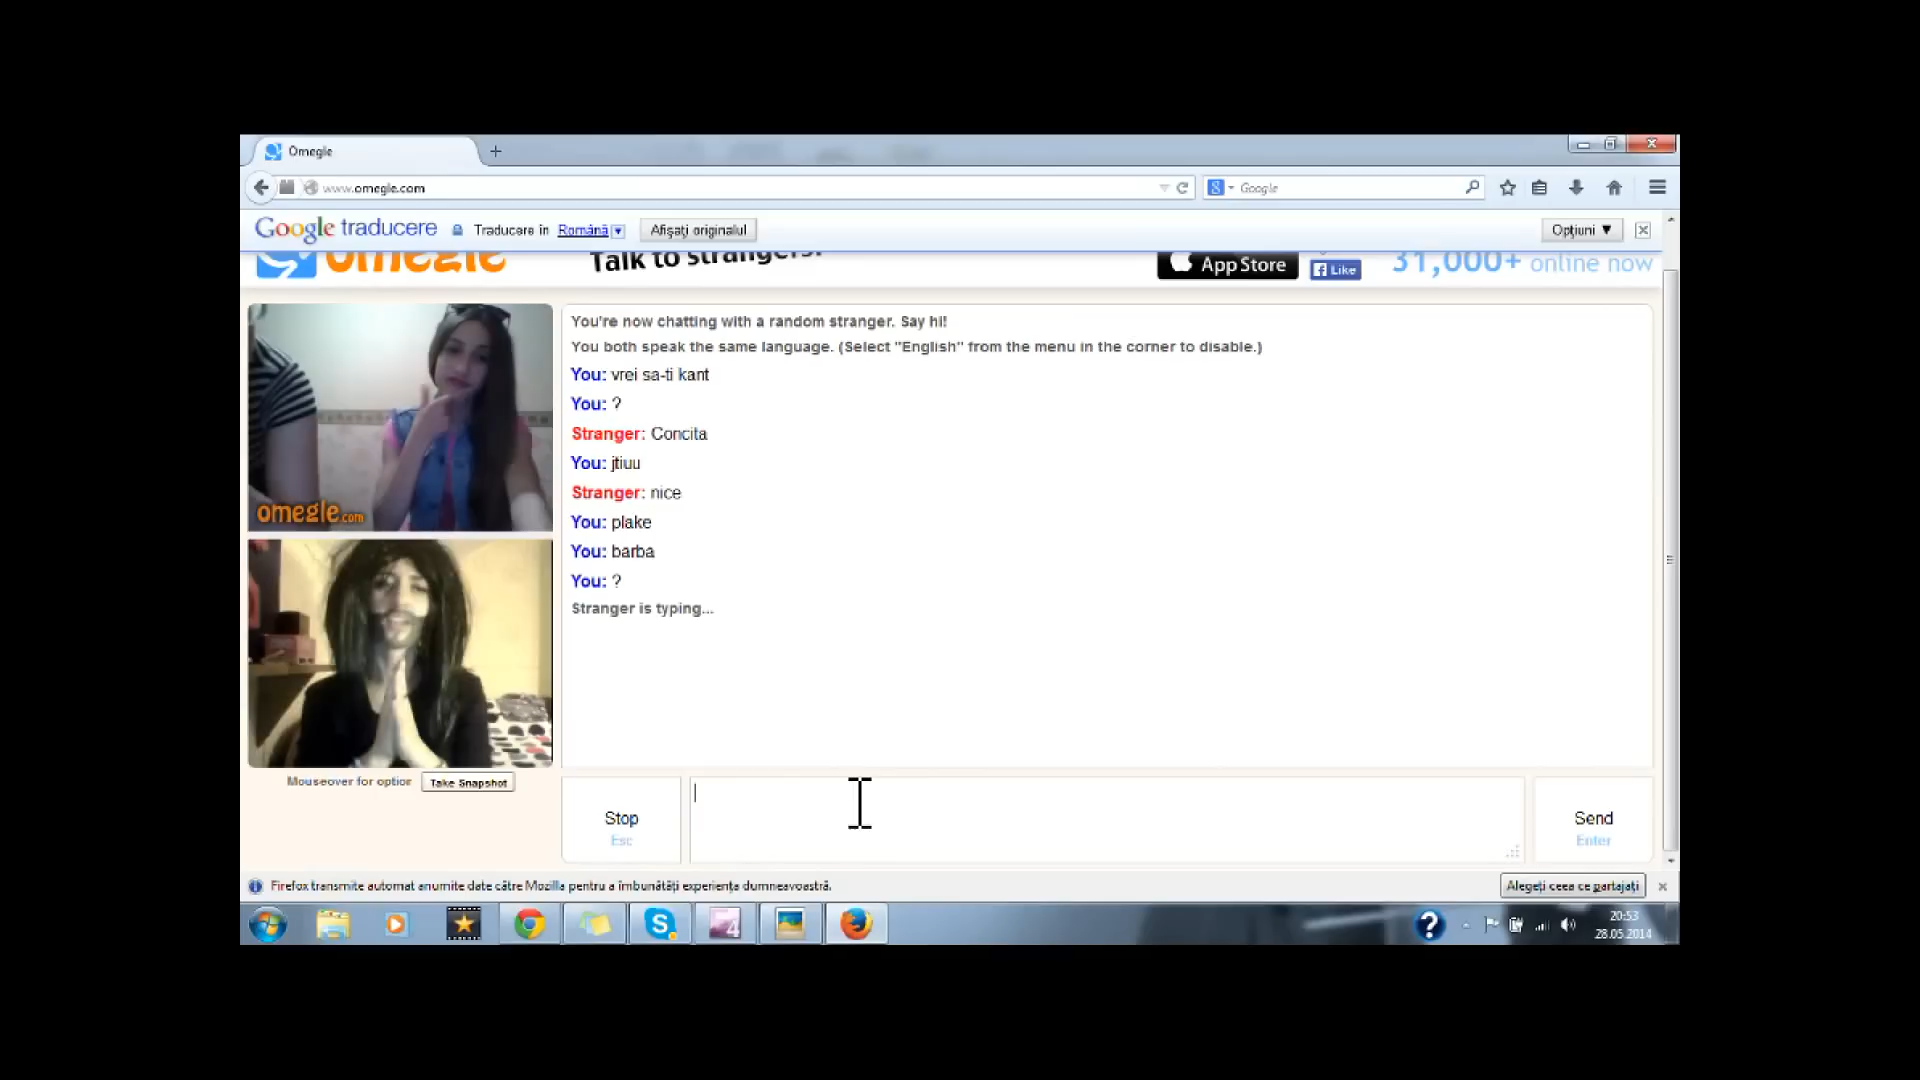 Omegle
www.omegle.com
Google
Google traducere Traducere în Română Afișați originalul Opțiuni ▼
omegle Talk to strangers! App Store Like 31,000+ online now
You're now chatting with a random stranger. Say hi!
You both speak the same language. (Select "English" from the menu in the corner to disable.)
You: vrei sa-ti kant
You: ?
Stranger: Concita
You: jtiuu
Stranger: nice
You: plake
You: barba
You: ?
Stranger is typing...
omegle.com
Mouseover for option Take Snapshot
Stop
Esc
Send
Enter
Firefox transmite automat anumite date către Mozilla pentru a îmbunătăți experiența dumneavoastră. Alegeți ceea ce partajați
20:53
28.05.2014